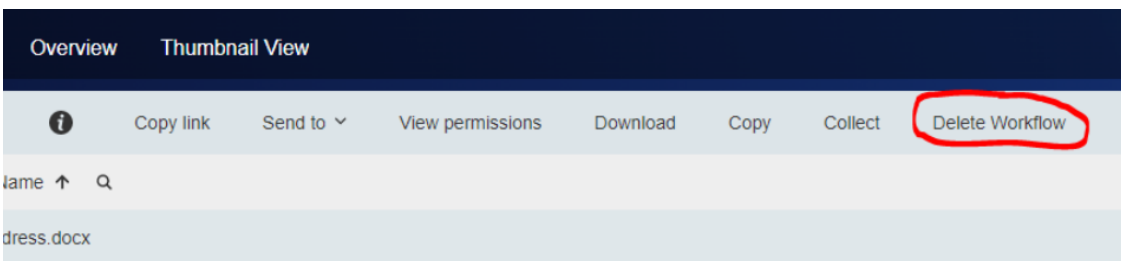 Overview Thumbnail View
Copy link Send to View permissions Download Copy Collect Delete Workflow
Name
dress.docx